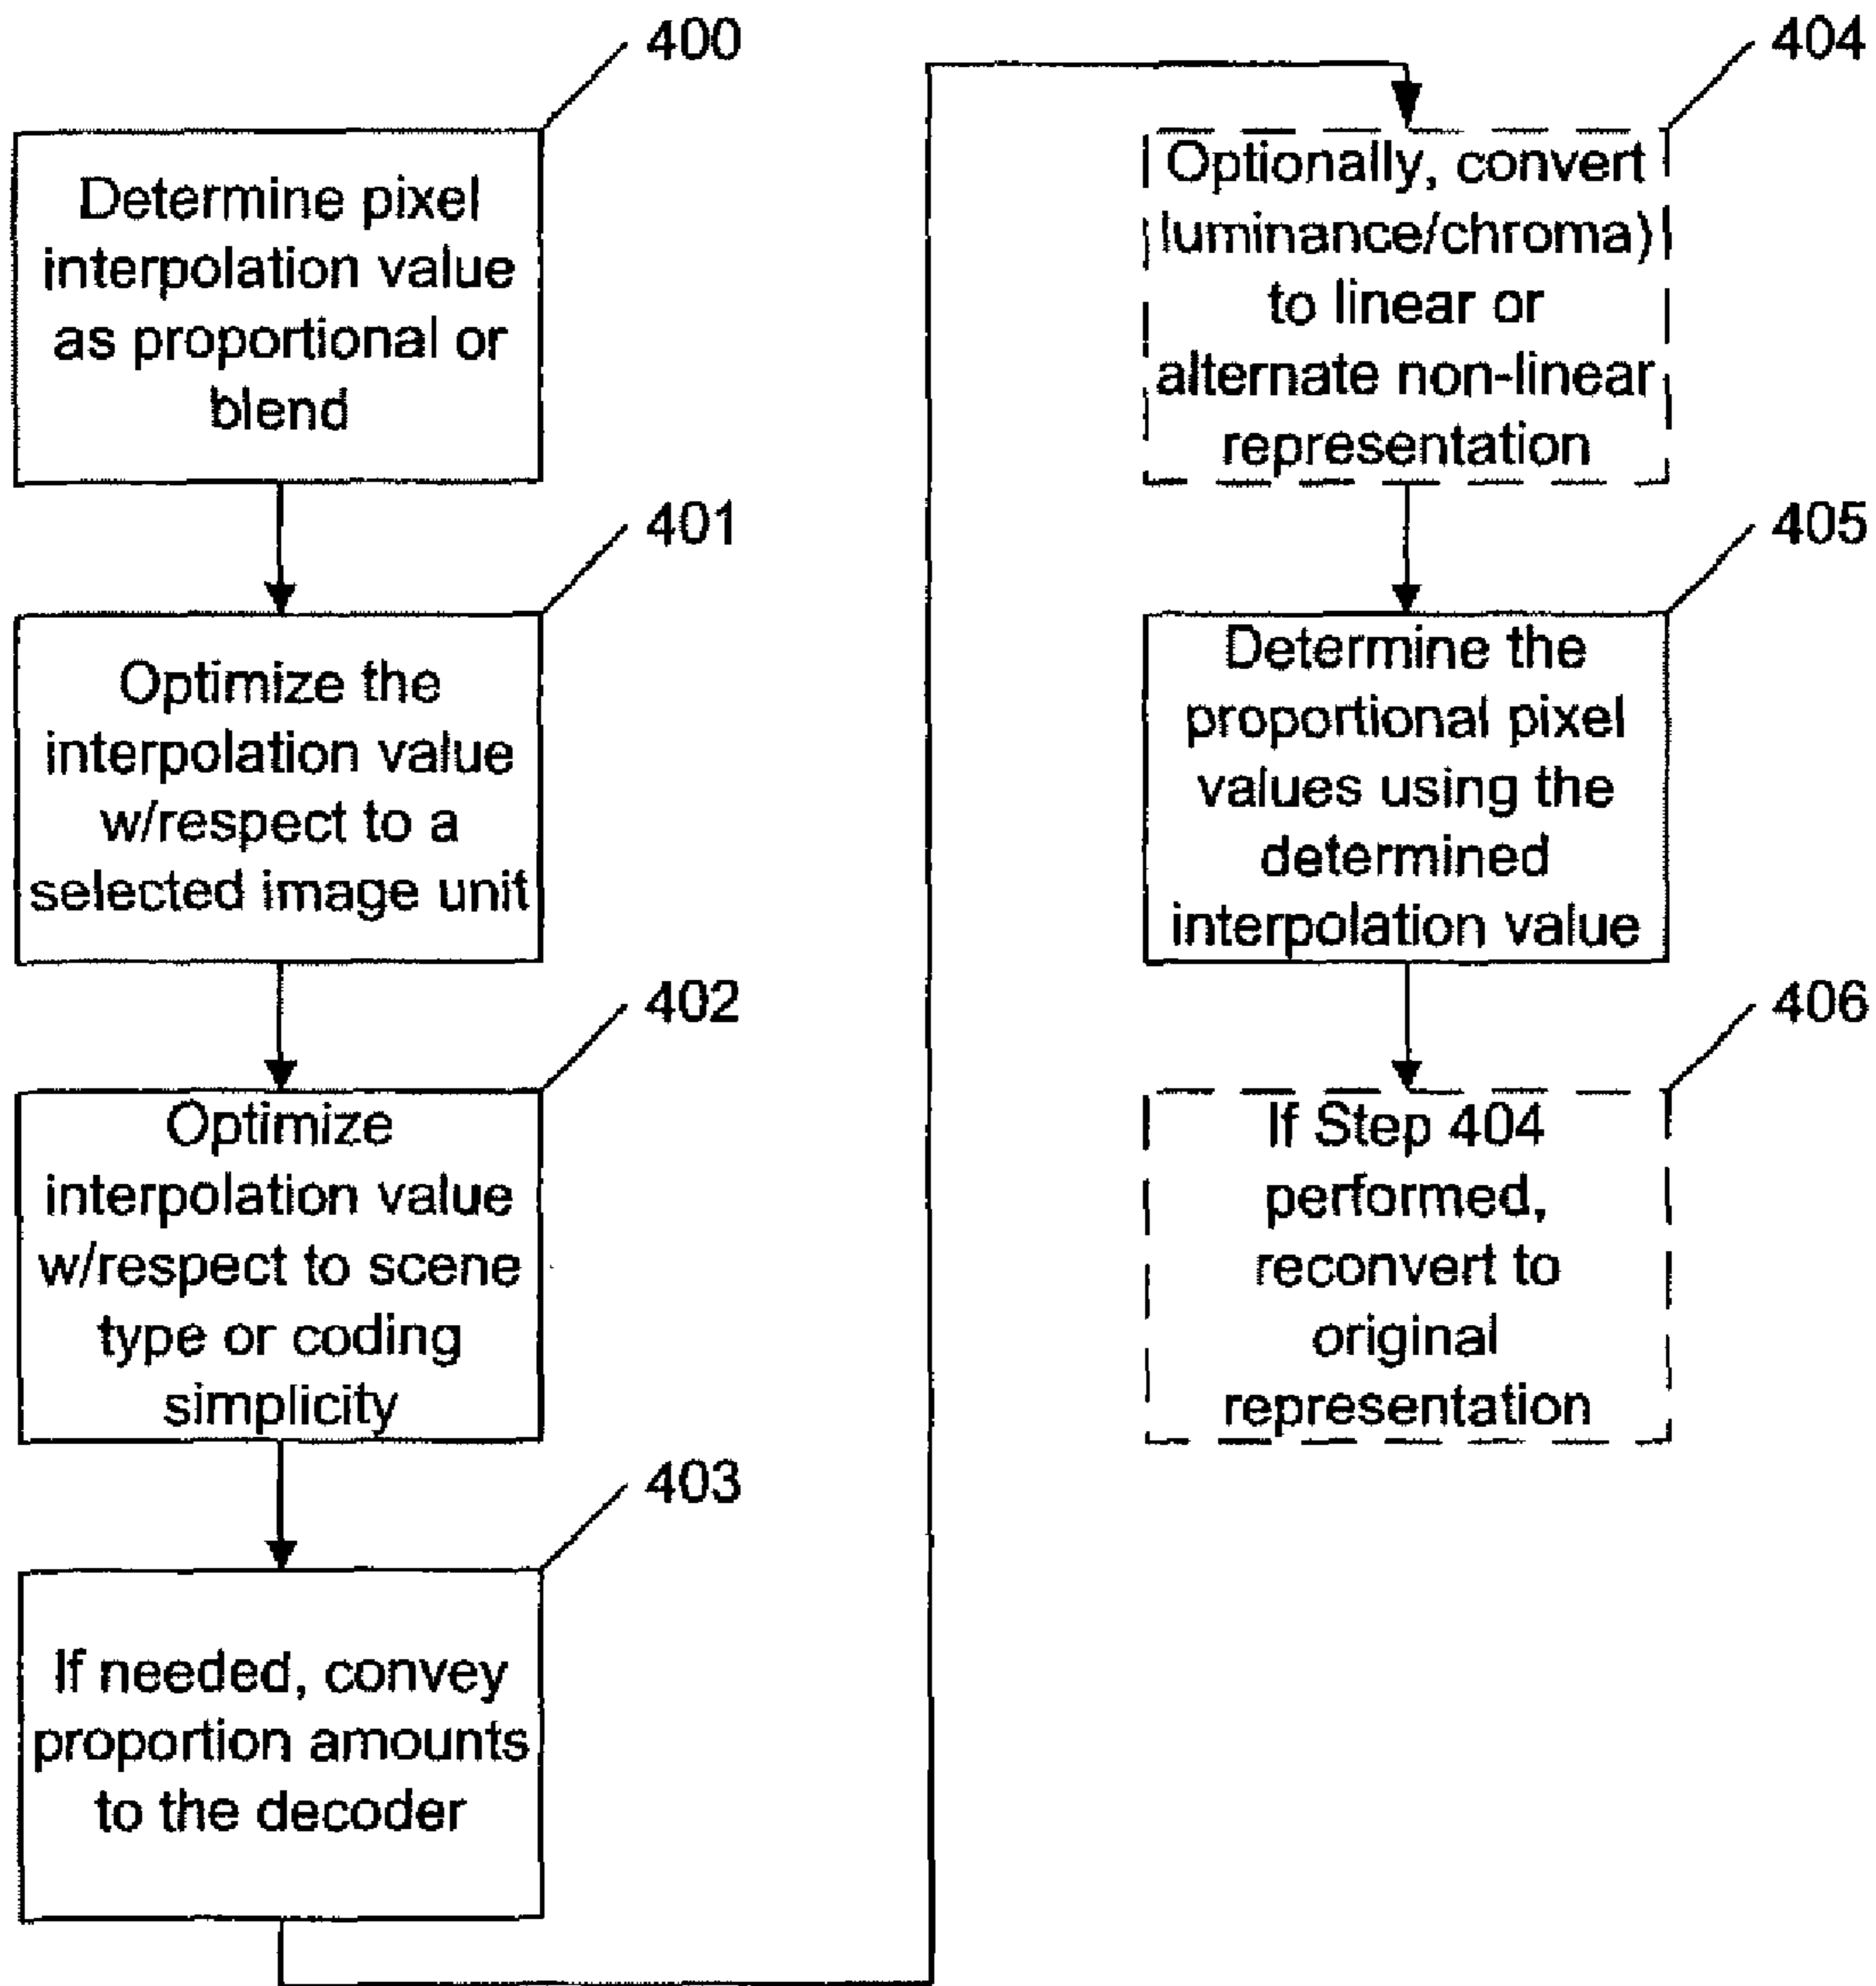 400
Determine pixel
interpolation value
as proportional or
blend
401
Optimize the
interpolation value
w/respect to a
selected image unit
402
Optimize
interpolation value
w/respect to scene
type or coding
simplicity
403
If needed, convey
proportion amounts
to the decoder
404
Optionally, convert
luminance/chroma)
to linear or
alternate non-linear
representation
405
Determine the
proportional pixel
values using the
determined
interpolation value
406
If Step 404
performed,
reconvert to
original
representation